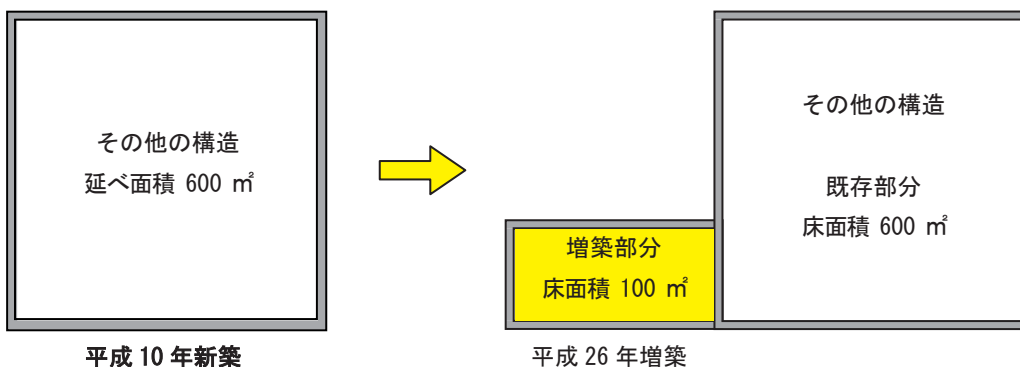 その他の構造
延べ面積 600 ㎡
平成 10 年新築
増築部分
床面積 100 ㎡
その他の構造
既存部分
床面積 600 ㎡
平成 26 年増築